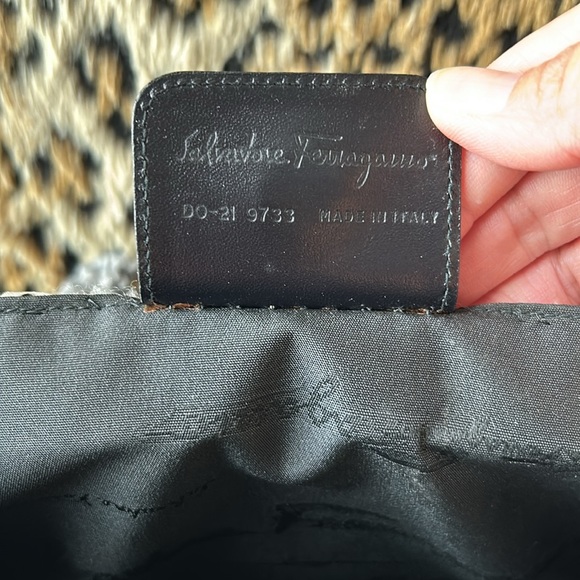 Salvatore Ferragamo
DO-21 9733 MADE IN ITALY